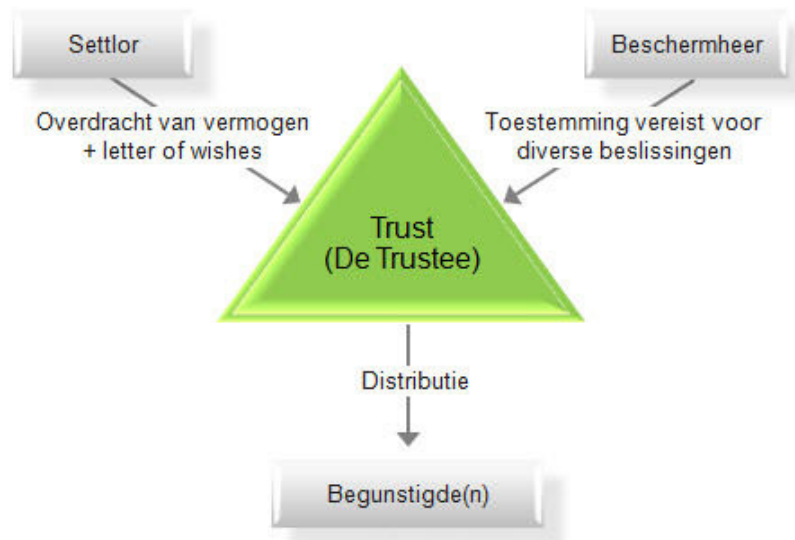 Settlor
Beschermheer
Overdracht van vermogen
+ letter of wishes
Toestemming vereist voor
diverse beslissingen
Trust
(De Trustee)
Distributie
Begunstigde(n)